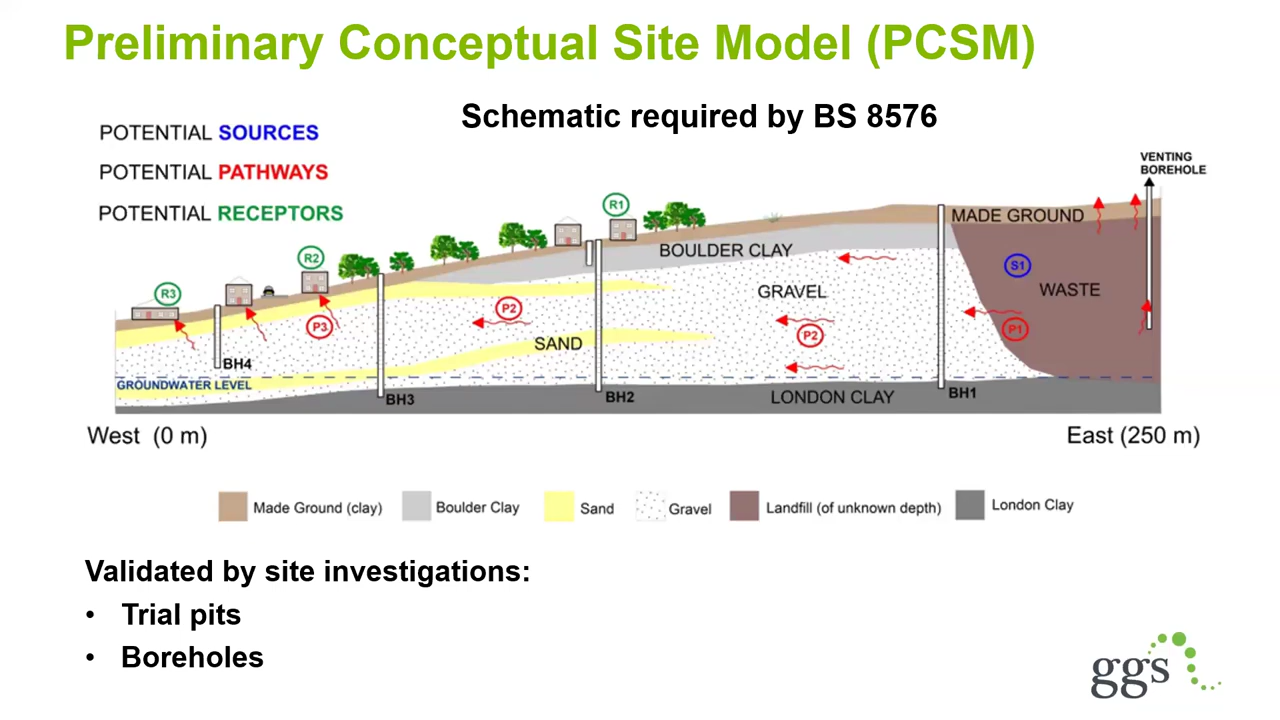 Preliminary Conceptual Site Model (PCSM)
Schematic required by BS 8576
POTENTIAL SOURCES
POTENTIAL PATHWAYS
POTENTIAL RECEPTORS
VENTING
BOREHOLE
R1
MADE GROUND
BOULDER CLAY
R2
S1
R3
GRAVEL
WASTE
P2
P3
P2
P1
SAND
BH4
GROUNDWATER LEVEL
BH3
BH2
LONDON CLAY
BH1
West (0 m)
East (250 m)
Made Ground (clay)
Boulder Clay
Sand
Gravel
Landfill (of unknown depth)
London Clay
Validated by site investigations:
• Trial pits
• Boreholes
ggs